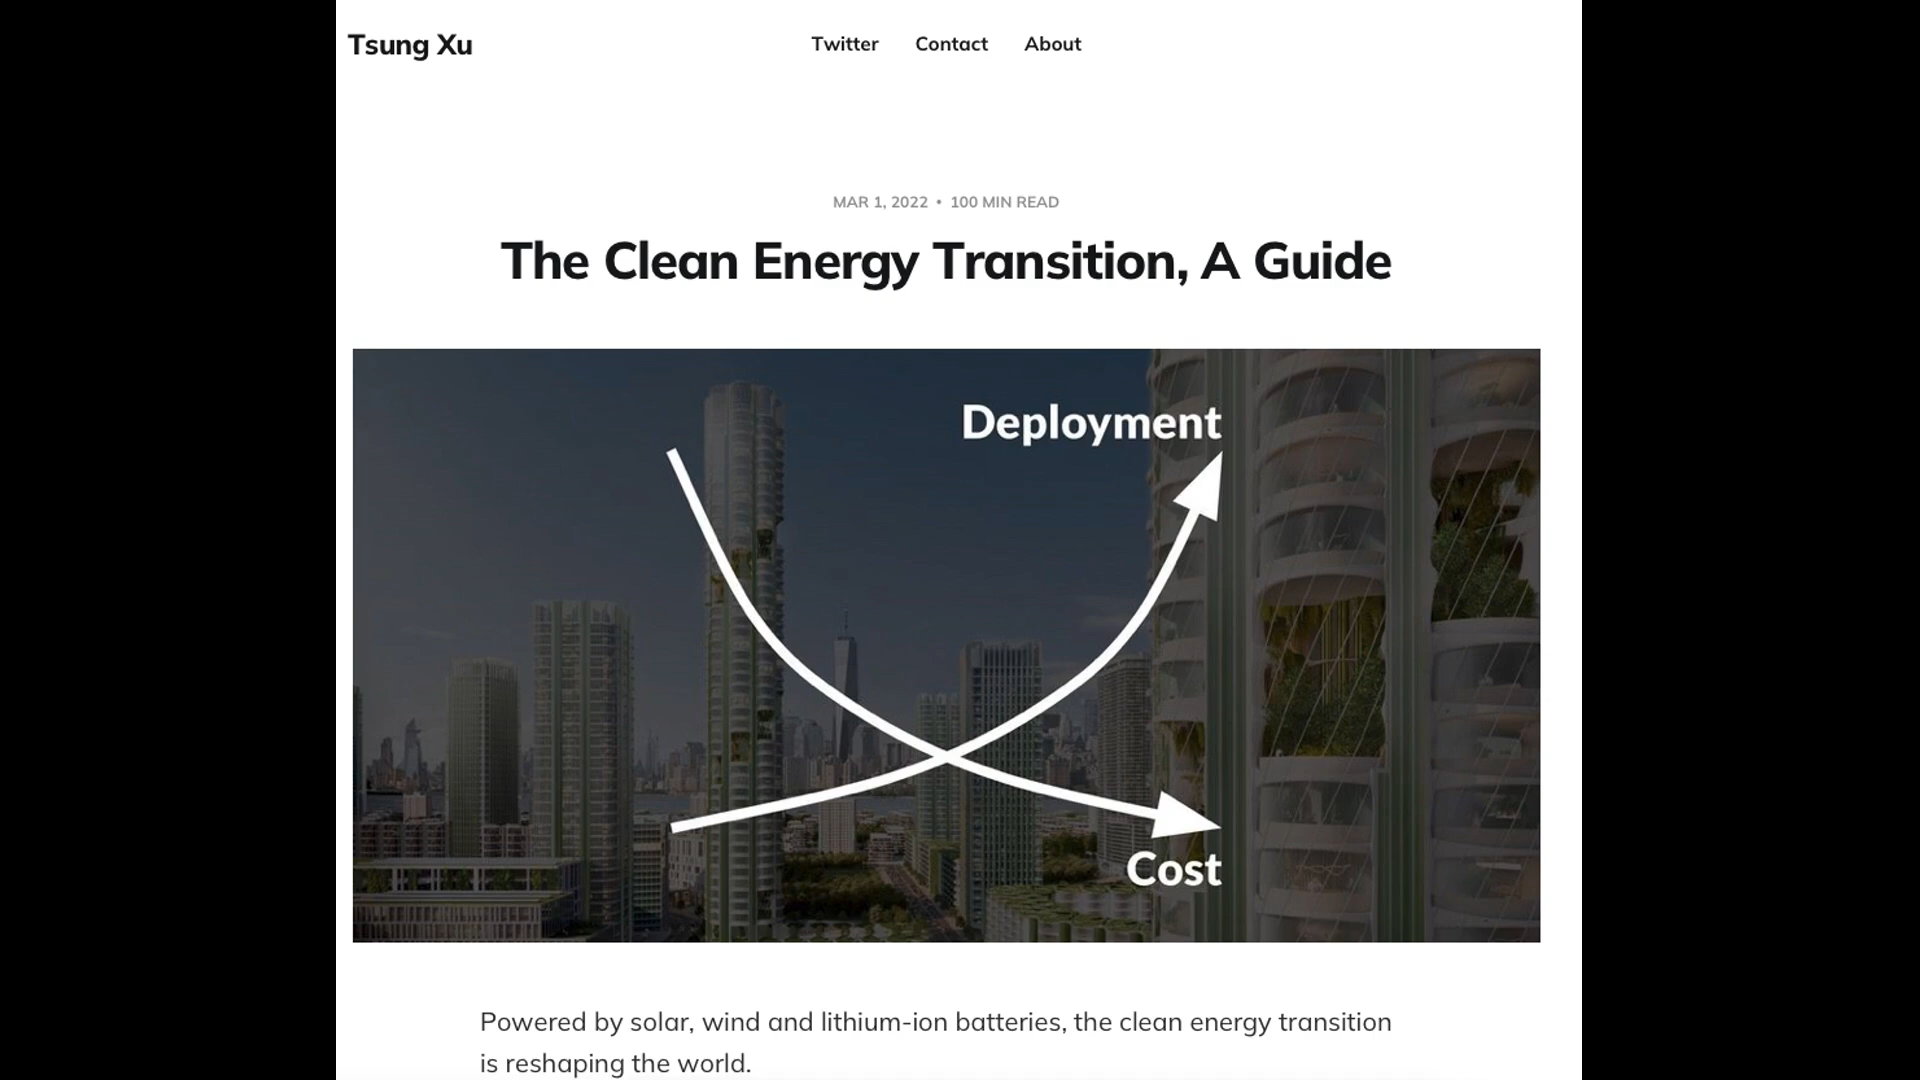 Tsung Xu
Twitter Contact About
MAR 1, 2022 • 100 MIN READ
The Clean Energy Transition, A Guide
Deployment
Cost
Powered by solar, wind and lithium-ion batteries, the clean energy transition
is reshaping the world.